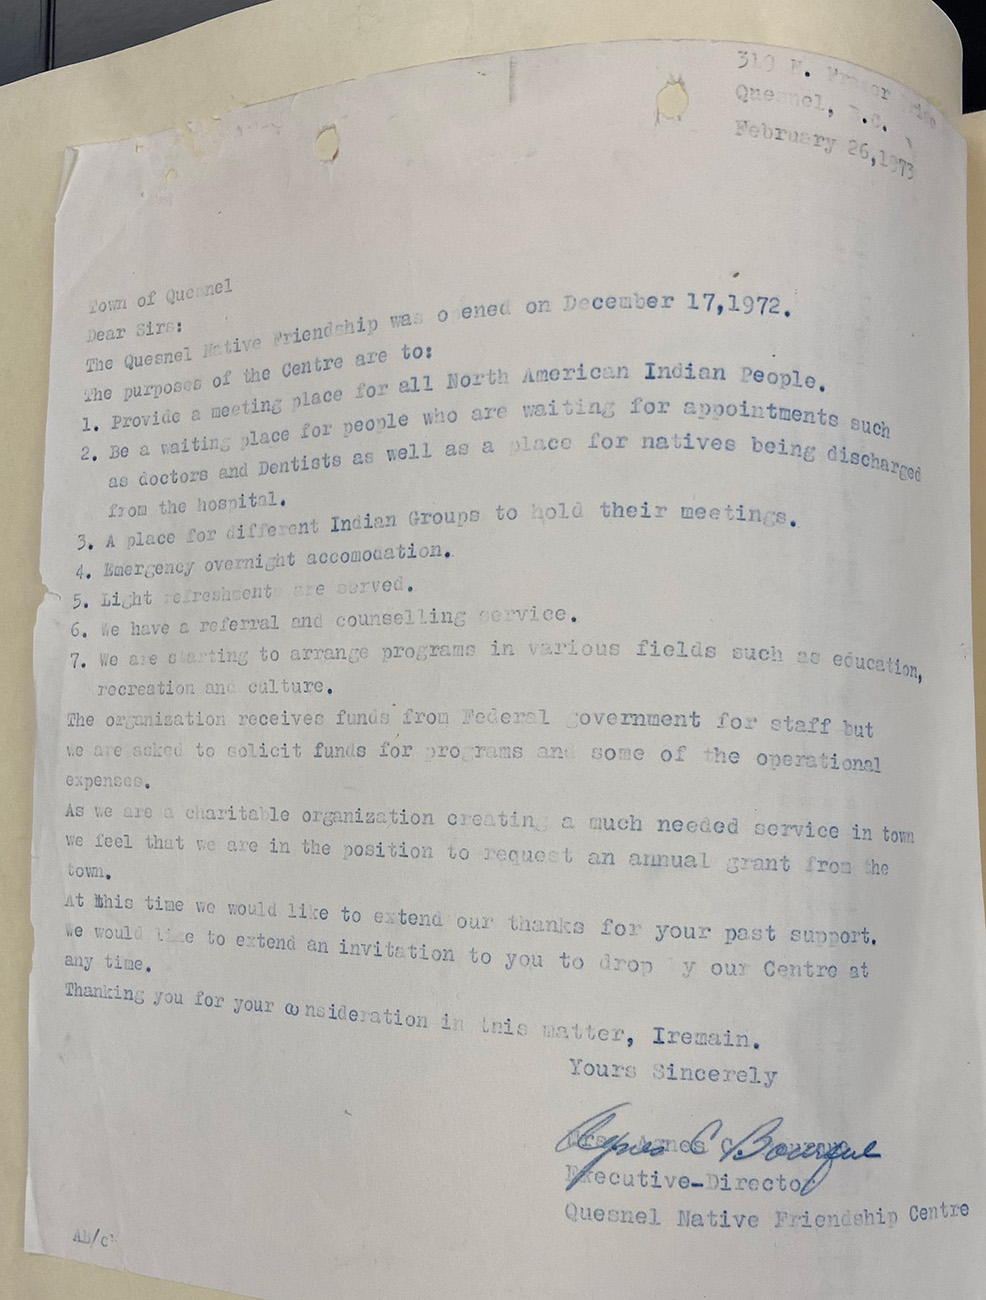 319 N. Fraser Drive
Quesnel, B.C.
February 26,1973
Town of Quesnel
Dear Sirs:
The Quesnel Native Friendship was opened on December 17,1972.
The purposes of the Centre are to:
1. Provide a meeting place for all North American Indian People.
2. Be a waiting place for people who are waiting for appointments such
as doctors and Dentists as well as a place for natives being discharged
from the hospital.
3. A place for different Indian Groups to hold their meetings.
4. Emergency overnight accomodation.
5. Light refreshments are served.
6. We have a referral and counselling service.
7. We are starting to arrange programs in various fields such as education,
recreation and culture.
The organization receives funds from Federal Government for staff but
we are asked to solicit funds for programs and some of the operational
expenses.
As we are a charitable organization creating a much needed service in town
we feel that we are in the position to request an annual grant from the
town.
At this time we would like to extend our thanks for your past support.
We would like to extend an invitation to you to drop by our Centre at
any time.
Thanking you for your consideration in this matter, Iremain.
Yours Sincerely
Mrs. Agnes C.
Executive-Director
Quesnel Native Friendship Centre